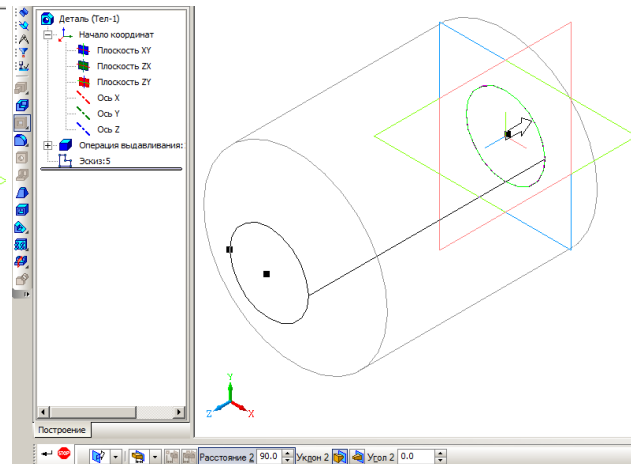 Деталь (Тел-1)
Начало координат
Плоскость XY
Плоскость ZX
Плоскость ZY
Ось X
Ось Y
Ось Z
Операция выдавливания:
Эскиз:5
Построение
Y
Z
X
STOP
Расстояние 2 90.0 Уклон 2 Угол 2 0.0